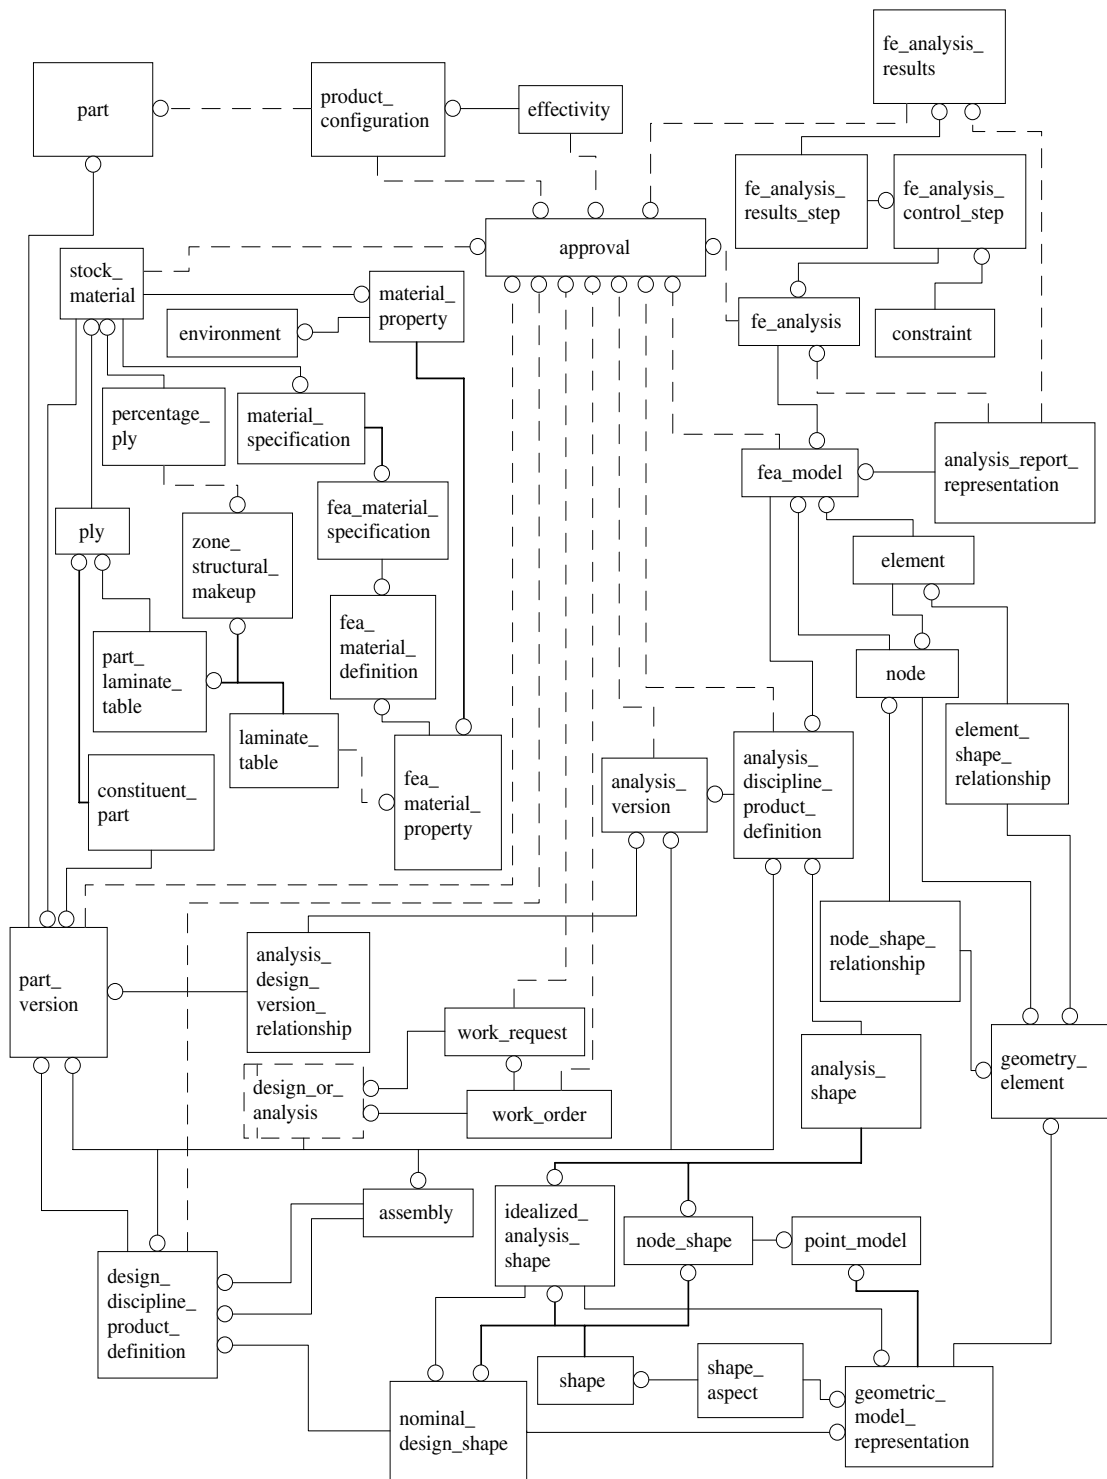 fe_analysis_
results
part
product_
configuration
effectivity
fe_analysis_
results_step
fe_analysis_
control_step
approval
stock_
material
material_
property
environment
fe_analysis
constraint
percentage_
ply
material_
specification
fea_model
analysis_report_
representation
ply
zone_
structural_
makeup
fea_material_
specification
element
fea_
material_
definition
part_
laminate_
table
node
laminate_
table
element_
shape_
relationship
constituent_
part
fea_
material_
property
analysis_
version
analysis_
discipline_
product_
definition
part_
version
analysis_
design_
version_
relationship
node_shape_
relationship
work_request
design_or_
analysis
work_order
analysis_
shape
geometry_
element
assembly
idealized_
analysis_
shape
node_shape
point_model
design_
discipline_
product_
definition
nominal_
design_shape
shape
shape_
aspect
geometric_
model_
representation